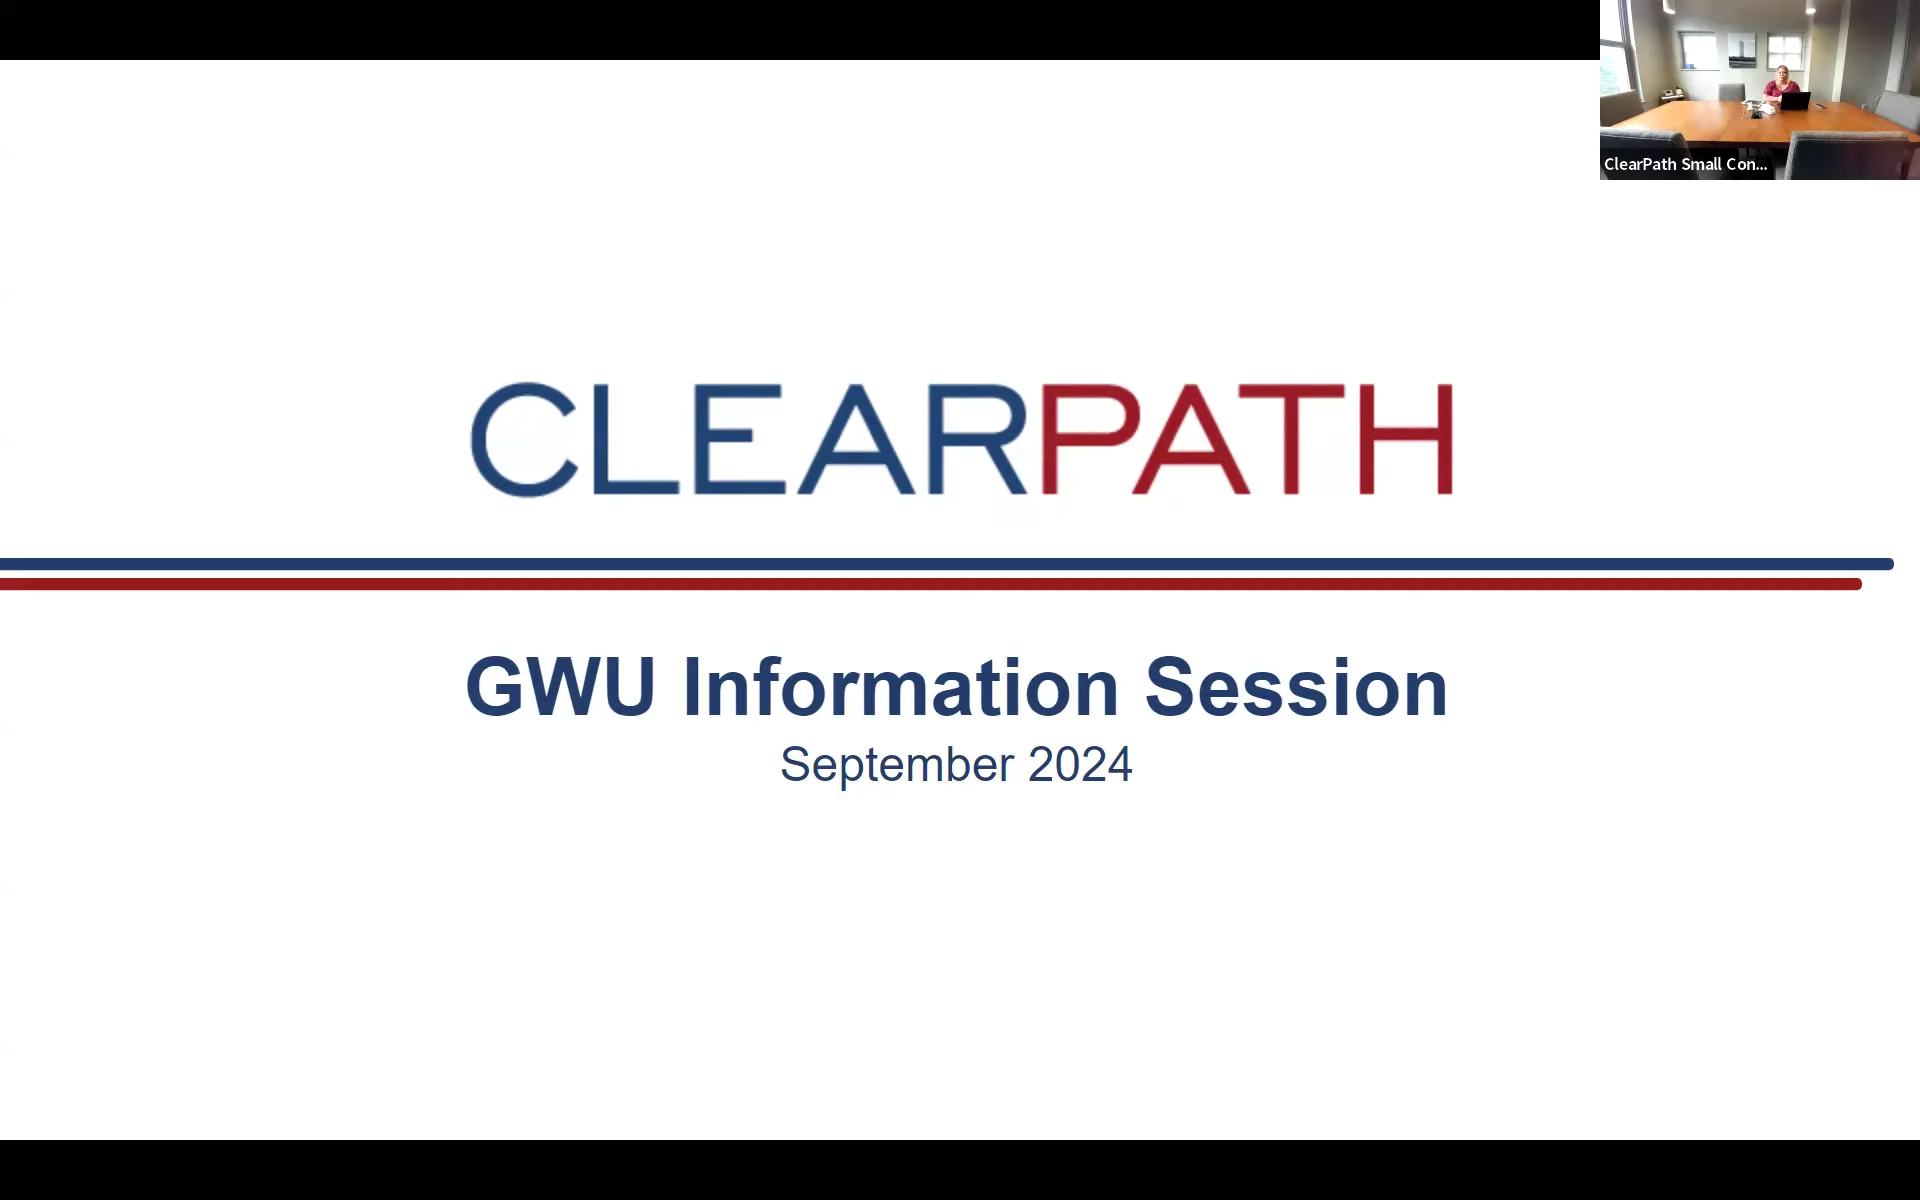 ClearPath Small Con...
CLEARPATH
GWU Information Session
September 2024